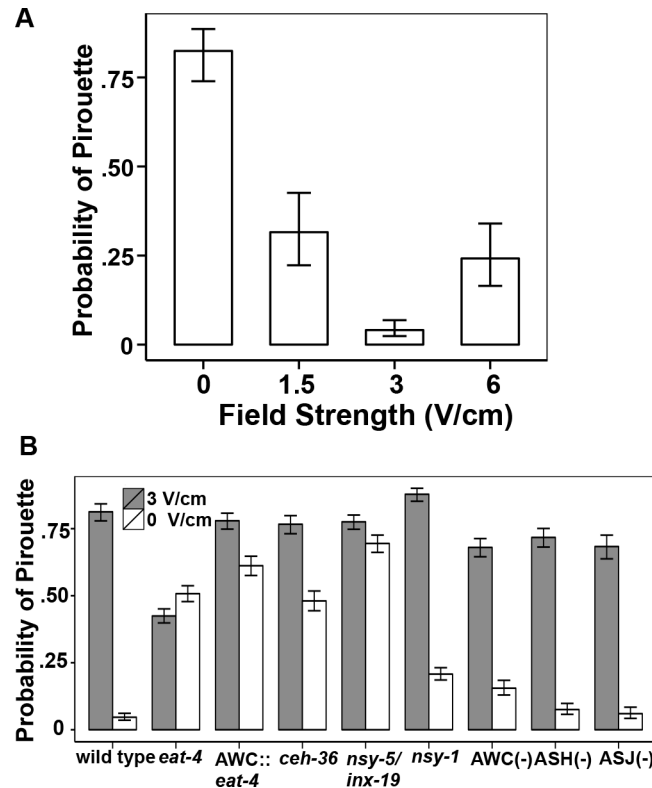 A
Probability of Pirouette
.75
.50
.25
0
0 1.5 3 6
Field Strength (V/cm)
B
Probability of Pirouette
3 V/cm
0 V/cm
.75
.50
.25
0
wild type eat-4 AWC:: eat-4 ceh-36 nsy-5/ inx-19 nsy-1 AWC(-) ASH(-) ASJ(-)